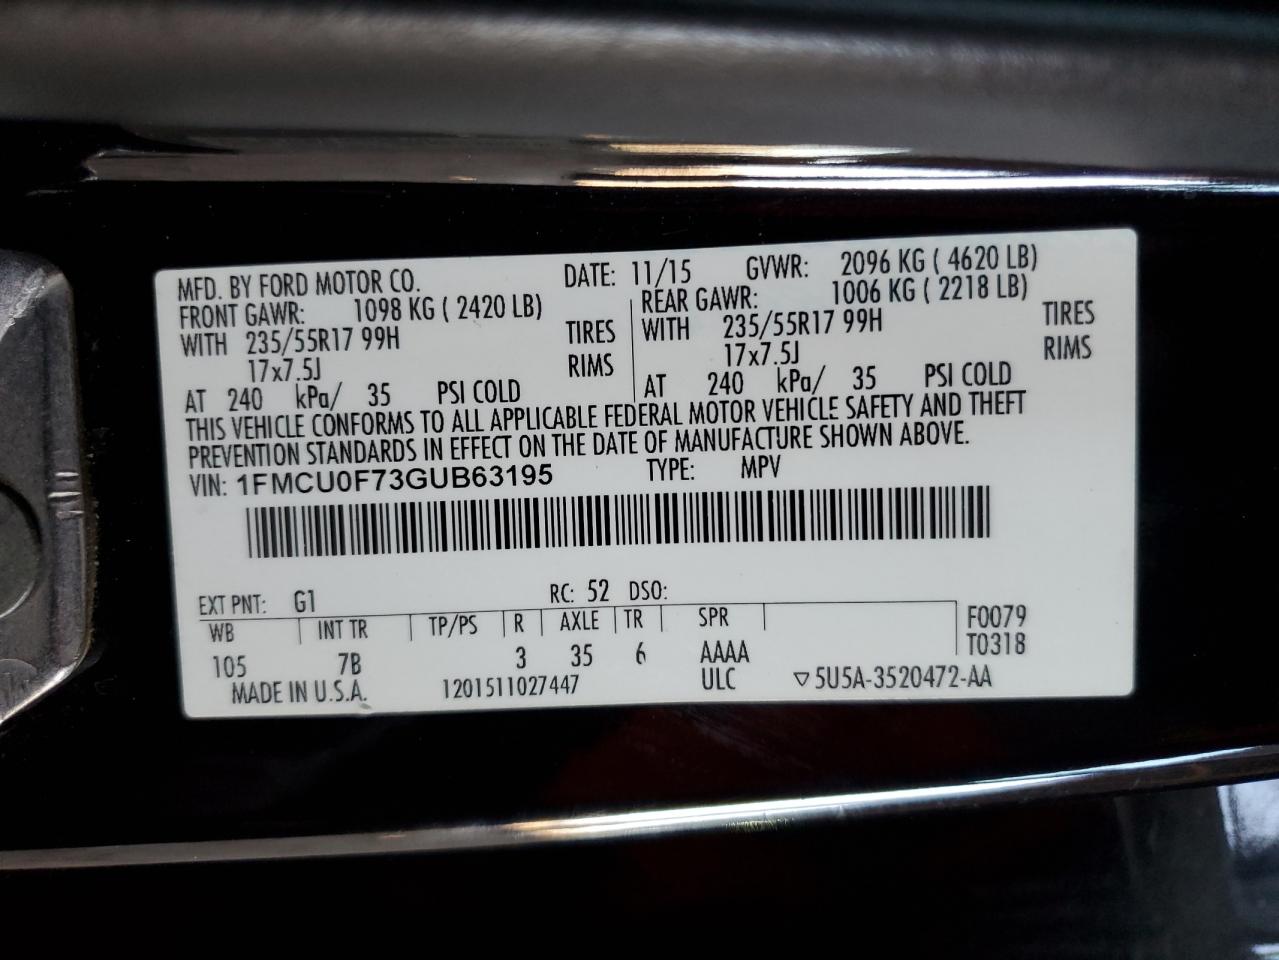 MFD. BY FORD MOTOR CO. DATE: 11/15 GVWR: 2096 KG ( 4620 LB)
FRONT GAWR: 1098 KG ( 2420 LB) REAR GAWR: 1006 KG ( 2218 LB)
WITH 235/55R17 99H TIRES WITH 235/55R17 99H TIRES
17x7.5J RIMS 17x7.5J RIMS
AT 240 kPa/ 35 PSI COLD AT 240 kPa/ 35 PSI COLD
THIS VEHICLE CONFORMS TO ALL APPLICABLE FEDERAL MOTOR VEHICLE SAFETY AND THEFT
PREVENTION STANDARDS IN EFFECT ON THE DATE OF MANUFACTURE SHOWN ABOVE.
VIN: 1FMCU0F73GUB63195 TYPE: MPV
EXT PNT: G1 RC: 52 DSO:
WB INT TR TP/PS R AXLE TR SPR F0079
105 7B 3 35 6 AAAA T0318
MADE IN U.S.A. 1201511027447 ULC ▽5U5A-3520472-AA